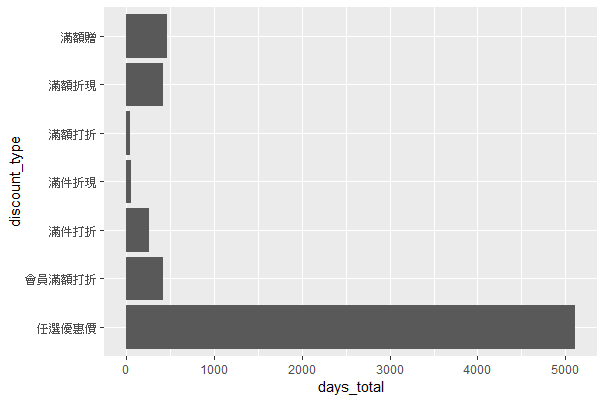 滿額贈
滿額折現
滿額打折
滿件折現
滿件打折
會員滿額打折
任選優惠價
discount_type
0 1000 2000 3000 4000 5000
days_total